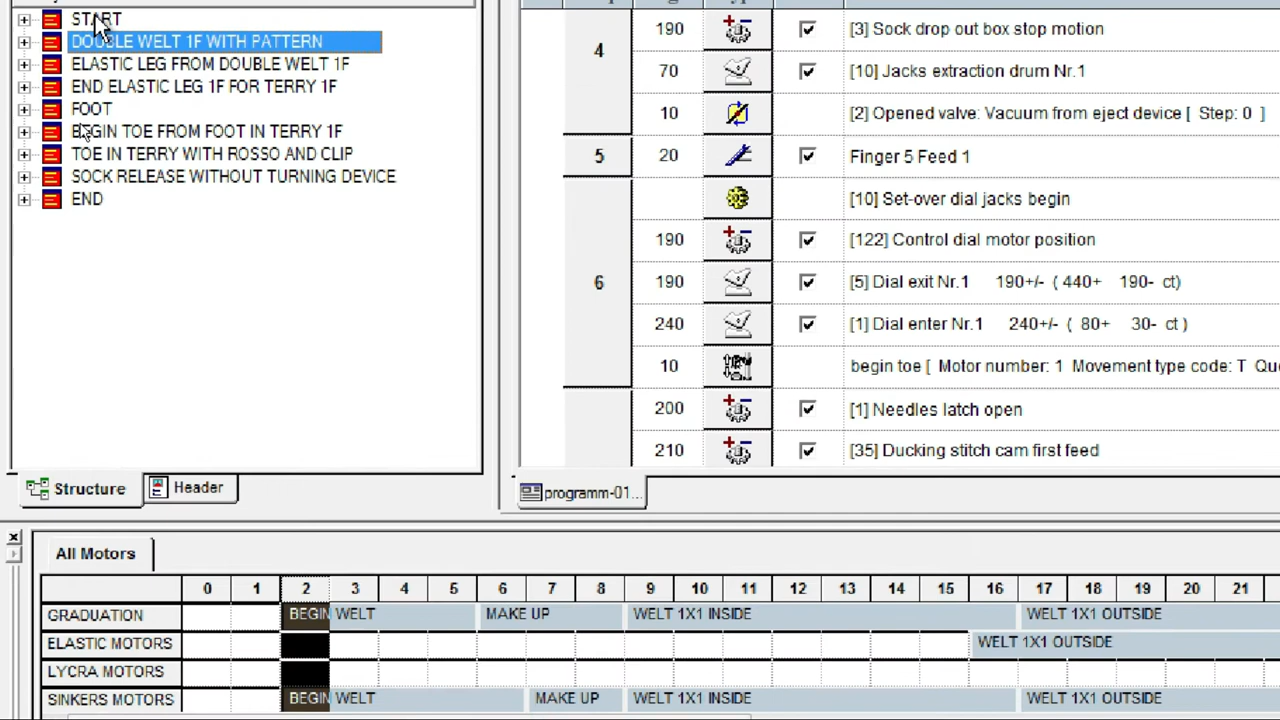 START
DOUBLE WELT 1F WITH PATTERN
ELASTIC LEG FROM DOUBLE WELT 1F
END ELASTIC LEG 1F FOR TERRY 1F
FOOT
BEGIN TOE FROM FOOT IN TERRY 1F
TOE IN TERRY WITH ROSSO AND CLIP
SOCK RELEASE WITHOUT TURNING DEVICE
END
Structure
Header
4
190 [3] Sock drop out box stop motion
70 [10] Jacks extraction drum Nr.1
10 [2] Opened valve: Vacuum from eject device [ Step: 0 ]
5 20 Finger 5 Feed 1
[10] Set-over dial jacks begin
190 [122] Control dial motor position
6 190 [5] Dial exit Nr.1 190+/- ( 440+ 190- ct)
240 [1] Dial enter Nr.1 240+/- ( 80+ 30- ct )
10 begin toe [ Motor number: 1 Movement type code: T Qu
200 [1] Needles latch open
210 [35] Ducking stitch cam first feed
programm-01...
All Motors
0 1 2 3 4 5 6 7 8 9 10 11 12 13 14 15 16 17 18 19 20 21
GRADUATION BEGIN WELT MAKE UP WELT 1X1 INSIDE WELT 1X1 OUTSIDE
ELASTIC MOTORS WELT 1X1 OUTSIDE
LYCRA MOTORS
SINKERS MOTORS BEGIN WELT MAKE UP WELT 1X1 INSIDE WELT 1X1 OUTSIDE